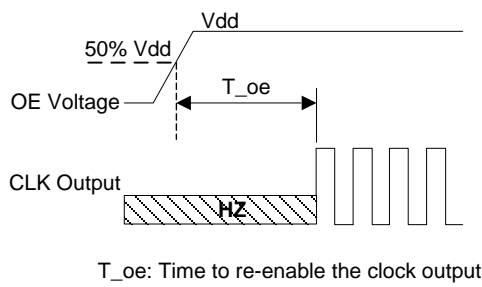 Vdd
50% Vdd
T_oe
OE Voltage
CLK Output
HZ
T_oe: Time to re-enable the clock output